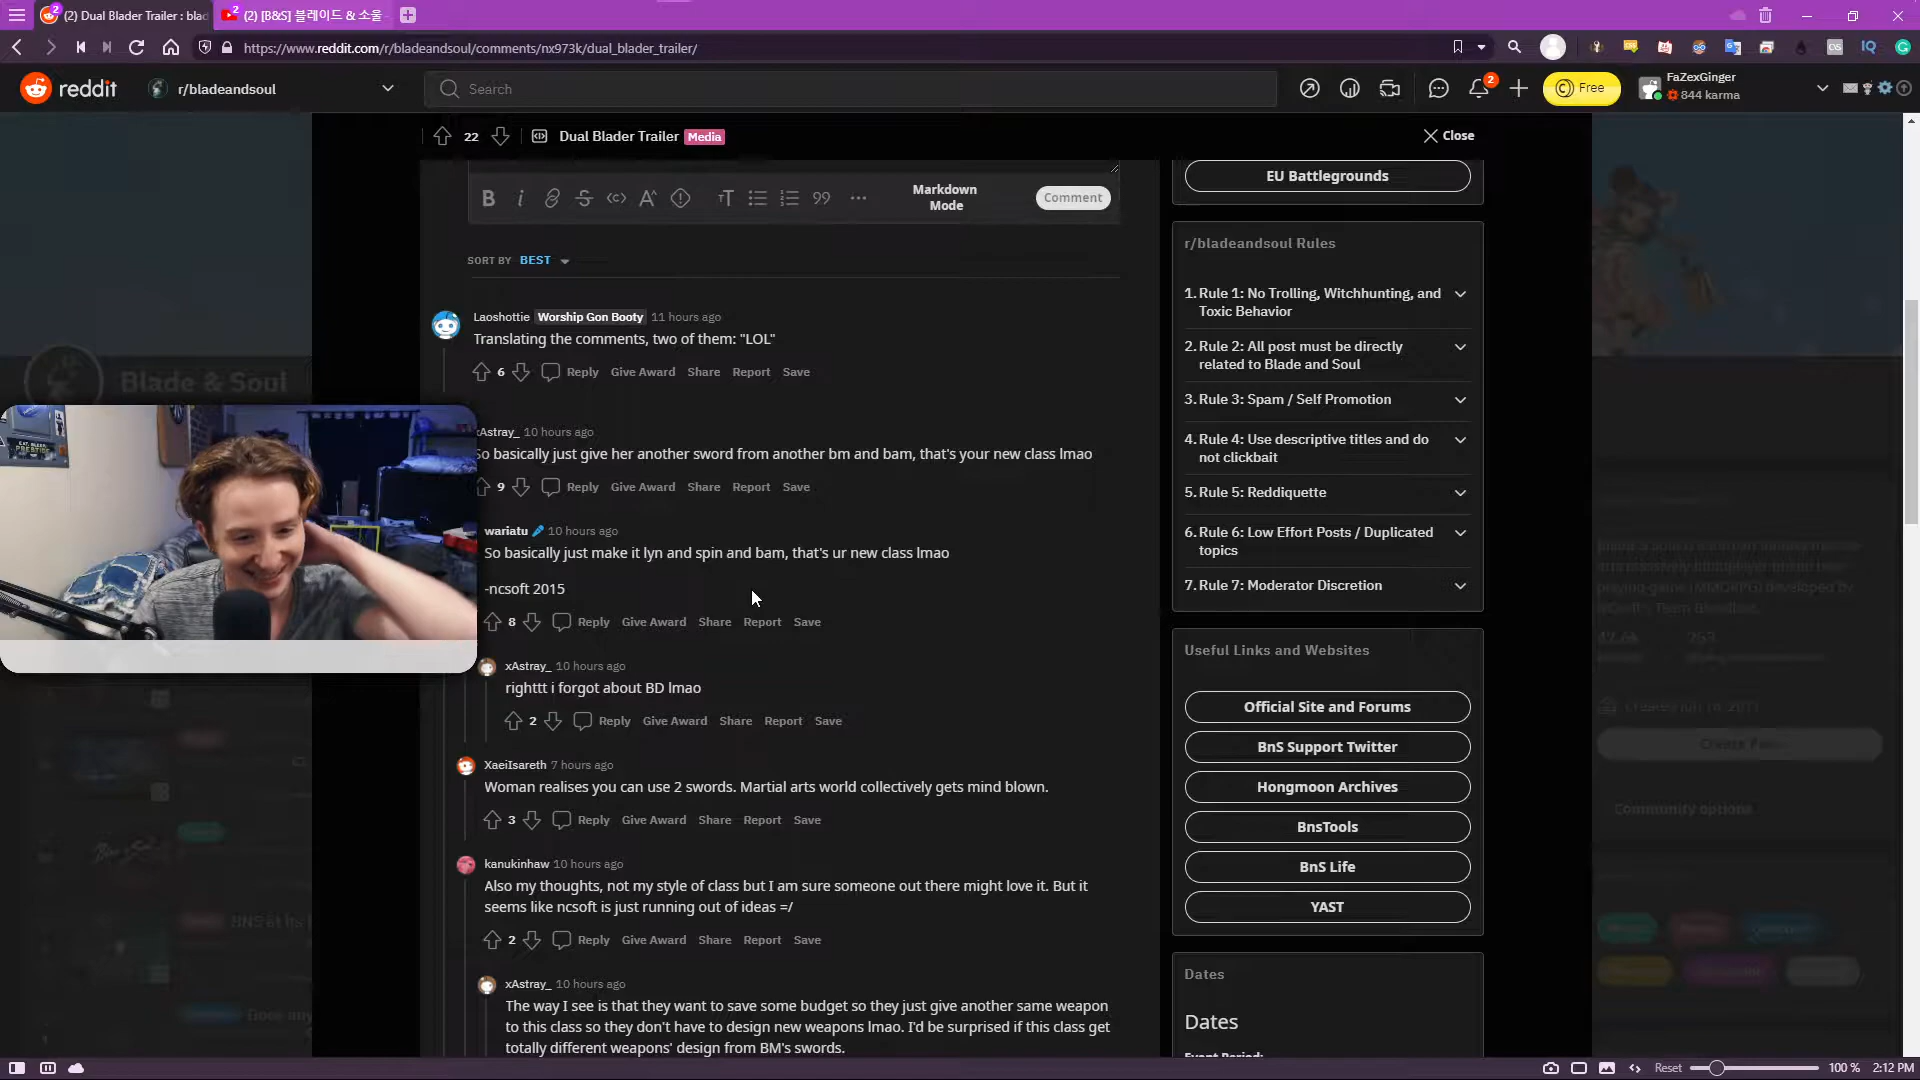 (2) Dual Blader Trailer : blad
2
(2) [B&S] 블레이드 & 소울
https://www.reddit.com/r/bladeandsoul/comments/nx973k/dual_blader_trailer/
reddit
r/bladeandsoul
Search
2
Free
FaZexGinger
844 karma
22
Dual Blader Trailer Media
Close
Markdown
Mode
Comment
SORT BY BEST
Laoshottie Worship Gon Booty 11 hours ago
Translating the comments, two of them: "LOL"
6 Reply Give Award Share Report Save
xAstray_ 10 hours ago
So basically just give her another sword from another bm and bam, that's your new class lmao
9 Reply Give Award Share Report Save
wariatu 10 hours ago
So basically just make it lyn and spin and bam, that's ur new class lmao
-ncsoft 2015
8 Reply Give Award Share Report Save
xAstray_ 10 hours ago
righttt i forgot about BD lmao
2 Reply Give Award Share Report Save
XaeiIsareth 7 hours ago
Woman realises you can use 2 swords. Martial arts world collectively gets mind blown.
3 Reply Give Award Share Report Save
kanukinhaw 10 hours ago
Also my thoughts, not my style of class but I am sure someone out there might love it. But it
seems like ncsoft is just running out of ideas =/
2 Reply Give Award Share Report Save
xAstray_ 10 hours ago
The way I see is that they want to save some budget so they just give another same weapon
to this class so they don't have to design new weapons lmao. I'd be surprised if this class get
totally different weapons' design from BM's swords.
EU Battlegrounds
r/bladeandsoul Rules
1. Rule 1: No Trolling, Witchhunting, and
Toxic Behavior
2. Rule 2: All post must be directly
related to Blade and Soul
3. Rule 3: Spam / Self Promotion
4. Rule 4: Use descriptive titles and do
not clickbait
5. Rule 5: Reddiquette
6. Rule 6: Low Effort Posts / Duplicated
topics
7. Rule 7: Moderator Discretion
Useful Links and Websites
Official Site and Forums
BnS Support Twitter
Hongmoon Archives
BnsTools
BnS Life
YAST
Dates
Dates
Event Period:
Blade & Soul
Community options
Reset 100 % 2:12 PM